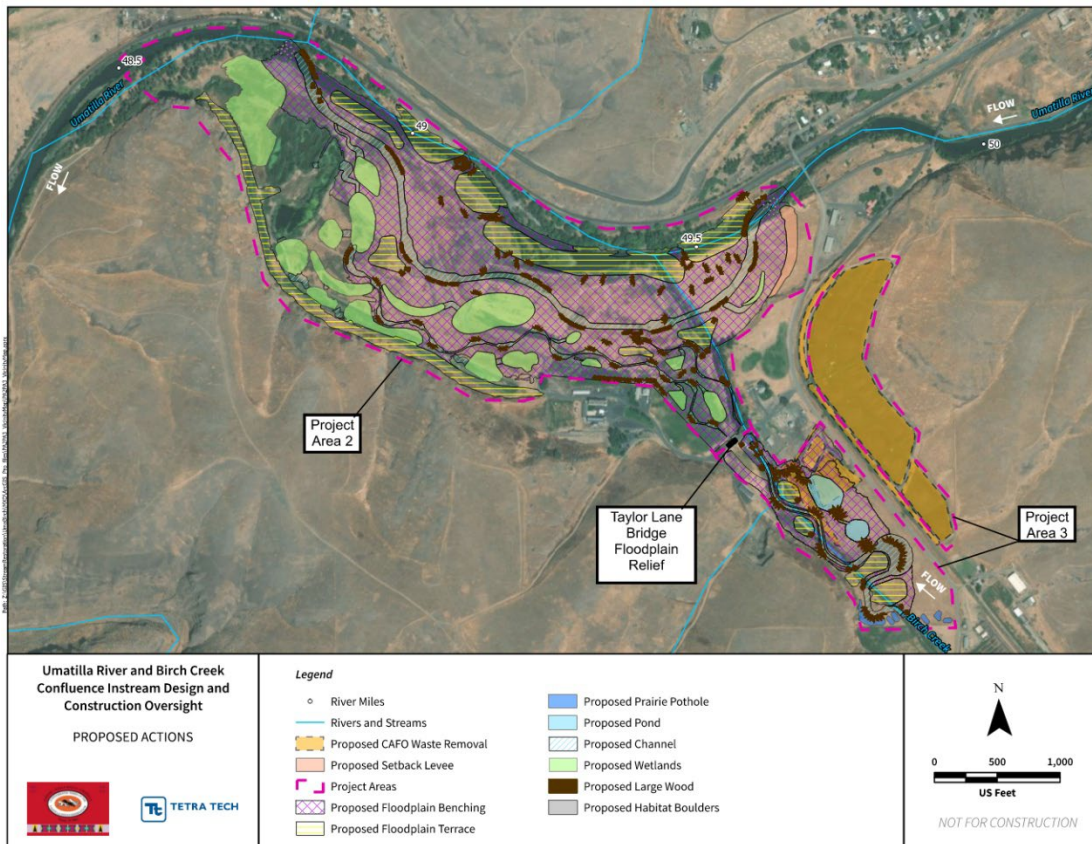 48.5
Umatilla River
FLOW
49
49.5
FLOW
Umatilla River
50
Project
Area 2
Taylor Lane
Bridge
Floodplain
Relief
Project
Area 3
FLOW
Birch Creek
Umatilla River and Birch Creek
Confluence Instream Design and
Construction Oversight
PROPOSED ACTIONS
Tt
TETRA TECH
Legend
River Miles
Rivers and Streams
Proposed CAFO Waste Removal
Proposed Setback Levee
Project Areas
Proposed Floodplain Benching
Proposed Floodplain Terrace
Proposed Prairie Pothole
Proposed Pond
Proposed Channel
Proposed Wetlands
Proposed Large Wood
Proposed Habitat Boulders
N
0 500 1,000
US Feet
NOT FOR CONSTRUCTION